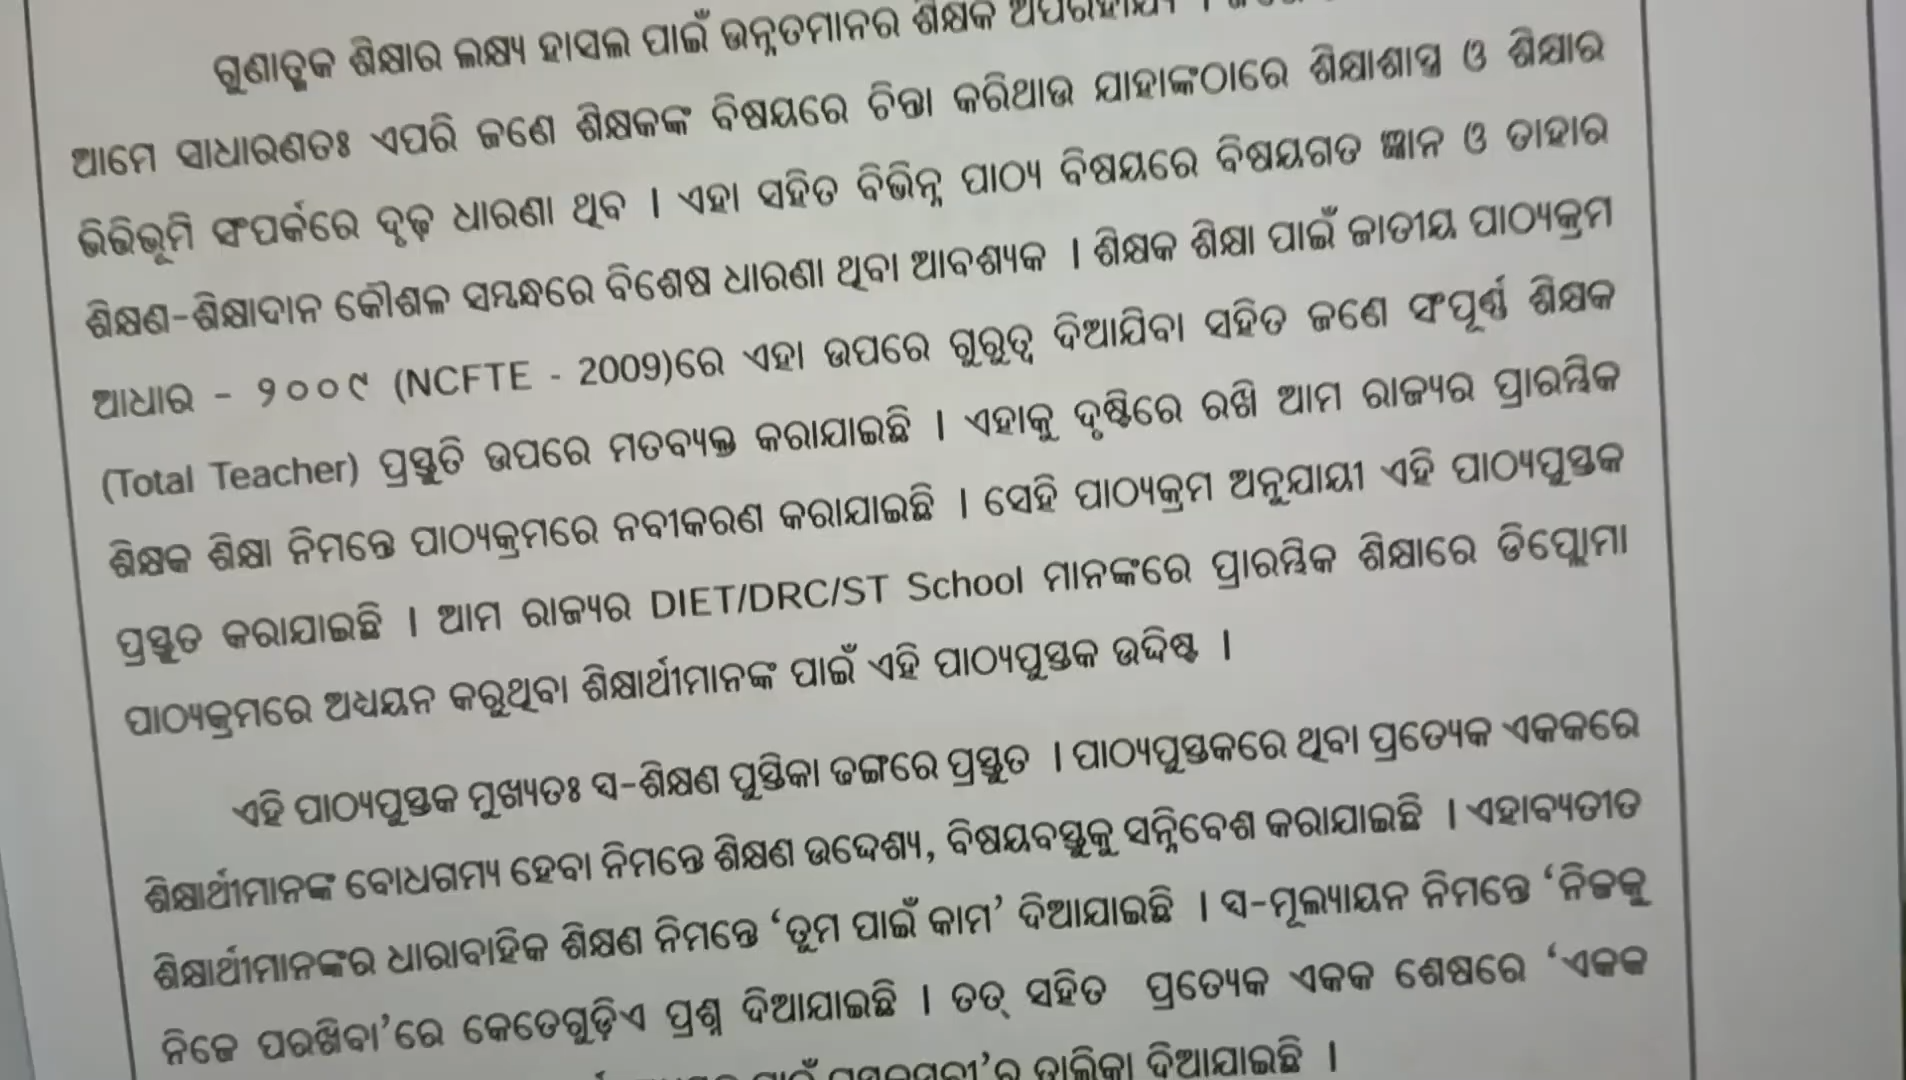 ଗୁଣାତ୍ମକ ଶିକ୍ଷାର ଲକ୍ଷ୍ୟ ହାସଲ ପାଇଁ ଉନ୍ନତମାନର ଶିକ୍ଷକ ଅପରିହାର୍ଯ୍ୟ ।
ଆମେ ସାଧାରଣତଃ ଏପରି ଜଣେ ଶିକ୍ଷକଙ୍କ ବିଷୟରେ ଚିନ୍ତା କରିଥାଉ ଯାହାଙ୍କଠାରେ ଶିକ୍ଷାଶାସ୍ତ୍ର ଓ ଶିକ୍ଷାର
ଭିତ୍ତିଭୂମି ସଂପର୍କରେ ଦୃଢ଼ ଧାରଣା ଥିବ । ଏହା ସହିତ ବିଭିନ୍ନ ପାଠ୍ୟ ବିଷୟରେ ବିଷୟଗତ ଜ୍ଞାନ ଓ ତାହାର
ଶିକ୍ଷଣ-ଶିକ୍ଷାଦାନ କୌଶଳ ସମ୍ବନ୍ଧରେ ବିଶେଷ ଧାରଣା ଥିବା ଆବଶ୍ୟକ । ଶିକ୍ଷକ ଶିକ୍ଷା ପାଇଁ ଜାତୀୟ ପାଠ୍ୟକ୍ରମ
ଆଧାର - ୨୦୦୯ (NCFTE - 2009)ରେ ଏହା ଉପରେ ଗୁରୁତ୍ୱ ଦିଆଯିବା ସହିତ ଜଣେ ସଂପୂର୍ଣ୍ଣ ଶିକ୍ଷକ
(Total Teacher) ପ୍ରସ୍ତୁତି ଉପରେ ମତବ୍ୟକ୍ତ କରାଯାଇଛି । ଏହାକୁ ଦୃଷ୍ଟିରେ ରଖି ଆମ ରାଜ୍ୟର ପ୍ରାରମ୍ଭିକ
ଶିକ୍ଷକ ଶିକ୍ଷା ନିମନ୍ତେ ପାଠ୍ୟକ୍ରମରେ ନବୀକରଣ କରାଯାଇଛି । ସେହି ପାଠ୍ୟକ୍ରମ ଅନୁଯାୟୀ ଏହି ପାଠ୍ୟପୁସ୍ତକ
ପ୍ରସ୍ତୁତ କରାଯାଇଛି । ଆମ ରାଜ୍ୟର DIET/DRC/ST School ମାନଙ୍କରେ ପ୍ରାରମ୍ଭିକ ଶିକ୍ଷାରେ ଡିପ୍ଲୋମା
ପାଠ୍ୟକ୍ରମରେ ଅଧ୍ୟୟନ କରୁଥିବା ଶିକ୍ଷାର୍ଥୀମାନଙ୍କ ପାଇଁ ଏହି ପାଠ୍ୟପୁସ୍ତକ ଉଦ୍ଦିଷ୍ଟ ।
ଏହି ପାଠ୍ୟପୁସ୍ତକ ମୁଖ୍ୟତଃ ସ୍ୱ-ଶିକ୍ଷଣ ପୁସ୍ତିକା ଢଙ୍ଗରେ ପ୍ରସ୍ତୁତ । ପାଠ୍ୟପୁସ୍ତକରେ ଥିବା ପ୍ରତ୍ୟେକ ଏକକରେ
ଶିକ୍ଷାର୍ଥୀମାନଙ୍କ ବୋଧଗମ୍ୟ ହେବା ନିମନ୍ତେ ଶିକ୍ଷଣ ଉଦ୍ଦେଶ୍ୟ, ବିଷୟବସ୍ତୁକୁ ସନ୍ନିବେଶ କରାଯାଇଛି । ଏହାବ୍ୟତୀତ
ଶିକ୍ଷାର୍ଥୀମାନଙ୍କର ଧାରାବାହିକ ଶିକ୍ଷଣ ନିମନ୍ତେ ‘ତୁମ ପାଇଁ କାମ’ ଦିଆଯାଇଛି । ସ୍ୱ-ମୂଲ୍ୟାୟନ ନିମନ୍ତେ ‘ନିଜକୁ
ନିଜେ ପରଖିବା’ରେ କେତେଗୁଡ଼ିଏ ପ୍ରଶ୍ନ ଦିଆଯାଇଛି । ତତ୍ ସହିତ ପ୍ରତ୍ୟେକ ଏକକ ଶେଷରେ ‘ଏକକ
ପାଇଁ ତାଲିକା ଦିଆଯାଇଛି ।